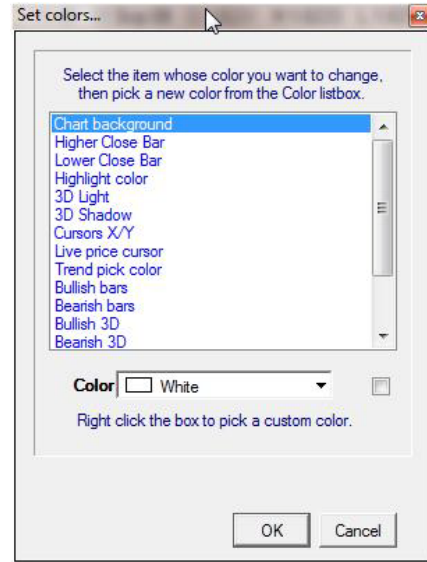 Set colors...
Select the item whose color you want to change,
then pick a new color from the Color listbox.
Chart background
Higher Close Bar
Lower Close Bar
Highlight color
3D Light
3D Shadow
Cursors X/Y
Live price cursor
Trend pick color
Bullish bars
Bearish bars
Bullish 3D
Bearish 3D
Color White
Right click the box to pick a custom color.
OK Cancel